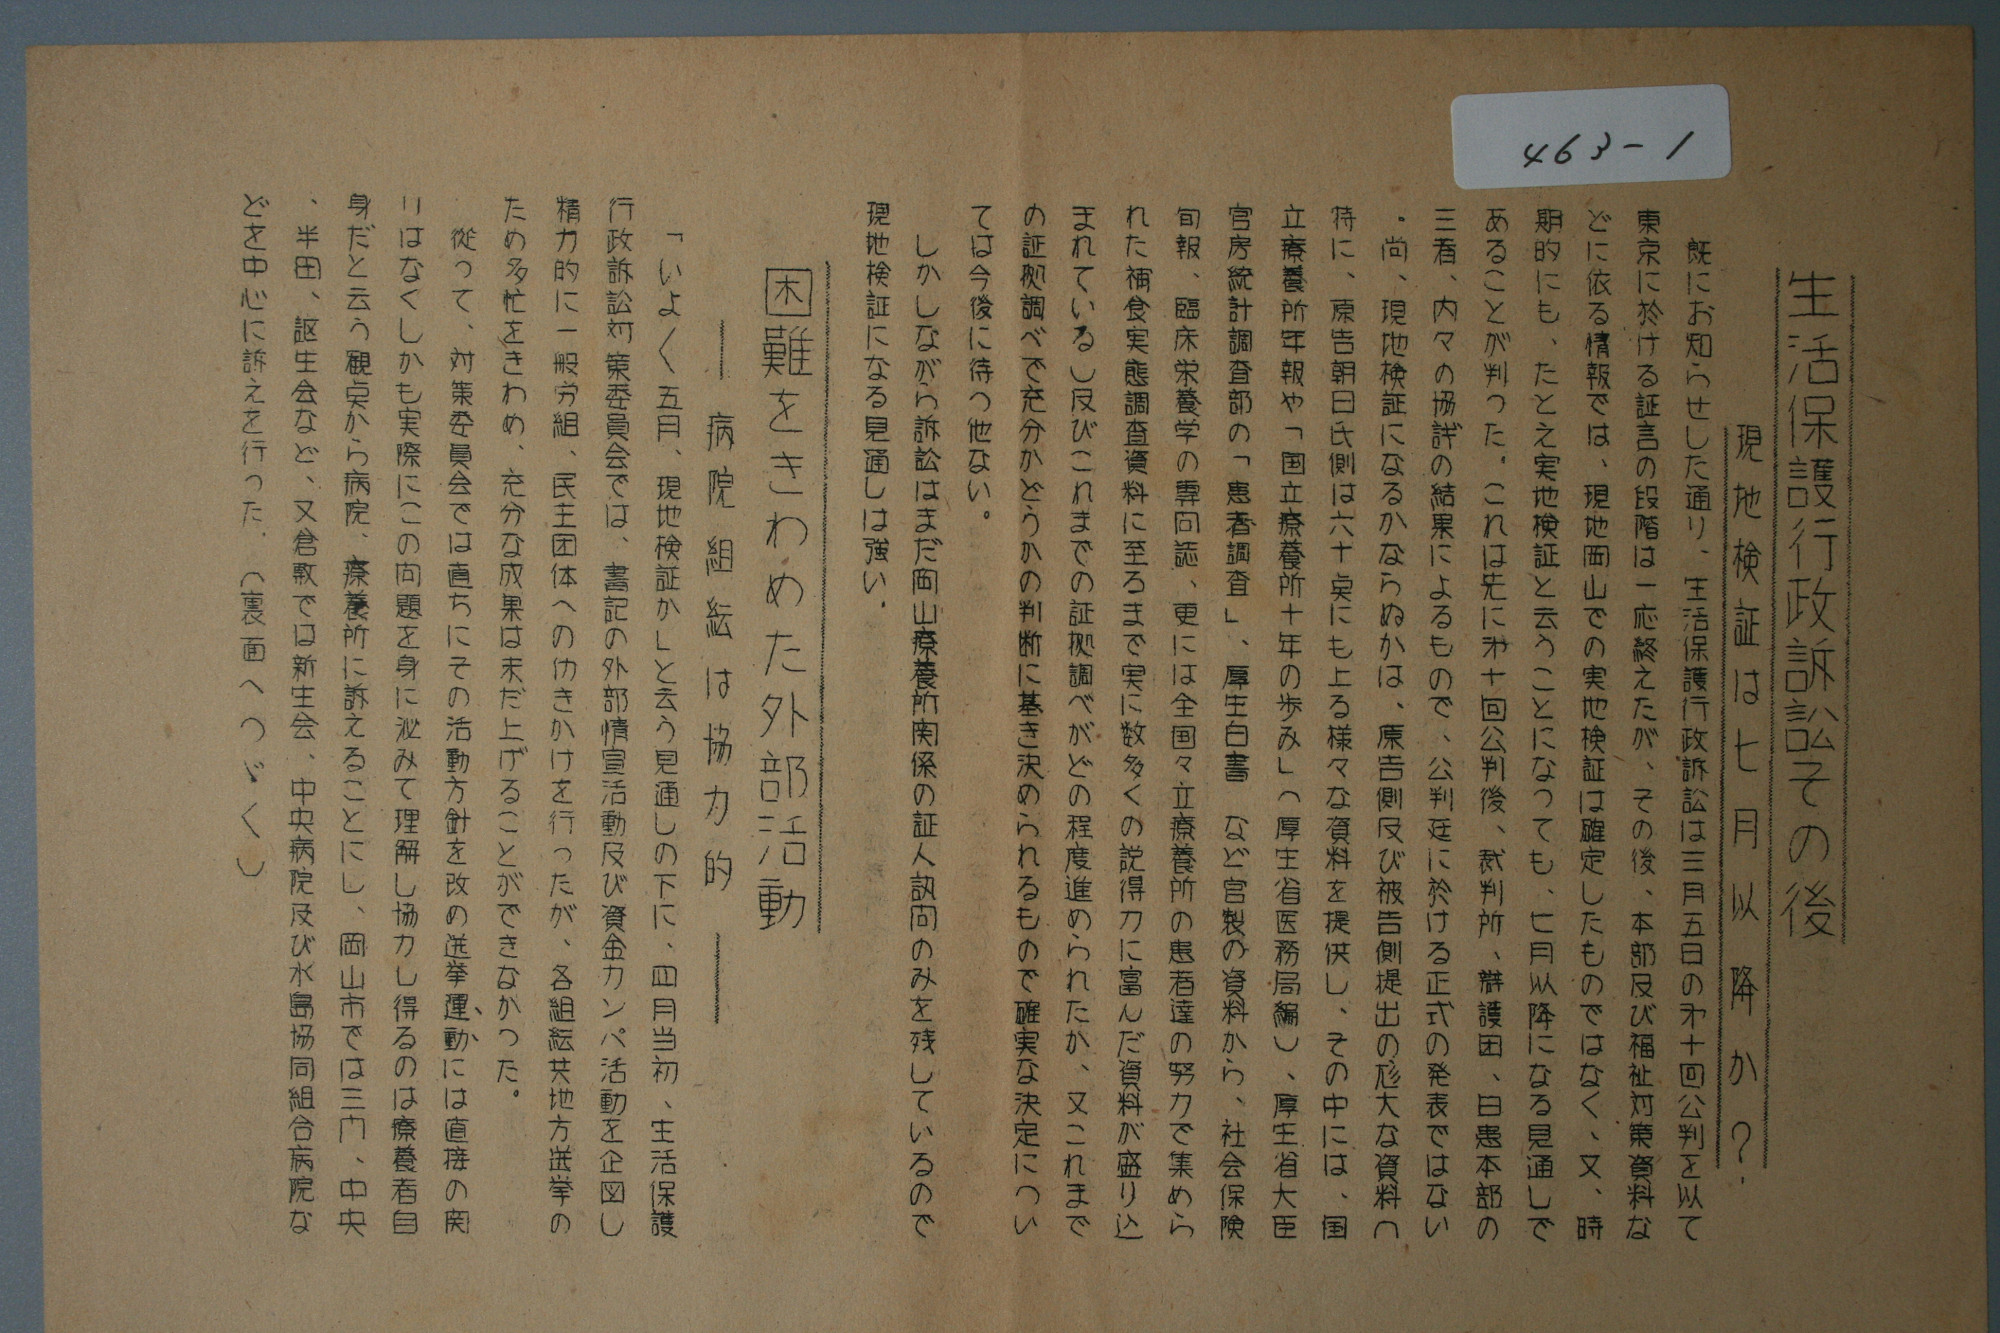 463-1
生活保護行政訴訟その後
現地検証は七月以降か?
既にお知らせした通り、生活保護行政訴訟は三月五日の才十回公判を以て
東京に於ける証言の段階は一応終えたが、その後、本部及び福祉対策資料な
どに依る情報では、現地岡山での実地検証は確定したものではなく、又、時
期的にも、たとえ実地検証と云うことになっても、七月以降になる見通しで
あることが判った。これは先に才十回公判後、裁判所、辯護団、日患本部の
三者、内々の協議の結果によるもので、公判廷に於ける正式の発表ではない
。尚、現地検証になるかならぬかは、原告側及び被告側提出の厖大な資料(
特に、原告朝日氏側は六十点にも上る様々な資料を提供し、その中には、国
立療養所年報や「国立療養所十年の歩み」(厚生省医務局編)、厚生省大臣
官房統計調査部の「患者調査」、厚生白書 など官製の資料から、社会保険
旬報、臨床栄養学の専向誌、更には全国々立療養所の患者達の努力で集めら
れた補食実態調査資料に至るまで実に数多くの説得力に富んだ資料が盛り込
まれている)及びこれまでの証拠調べがどの程度進められたか、又これまで
の証拠調べで充分かどうかの判断に基き決められるもので確実な決定につい
ては今後に待つ他ない。
しかしながら訴訟はまだ岡山療養所関係の証人訊向のみを残しているので
現地検証になる見通しは強い.
困難をきわめた外部活動
――病院組紜は協力的――
「いよく五月、現地検証か」と云う見通しの下に、四月当初、生活保護
行政訴訟対策委員会では、書記の外部情宣活動及び資金カンパ活動を企図し
精力的に一般労組、民主団体への仂きかけを行ったが、各組紜共地方送挙の
ため多忙をきわめ、充分な成果は未だ上げることができなかつた。
従って、対策委員会では直ちにその活動方針を改め送挙運動には直接の関
りはなくしかも実際にこの向題を身に泌みて理解し協力し得るのは療養者自
身だと云う観点から病院、療養所に訴えることにし、岡山市では三门、中央
、半田、謳生会など、又倉敷では新生会、中央病院及び水島協同組合病院な
どを中心に訴えを行った.(裏面へつゞく)